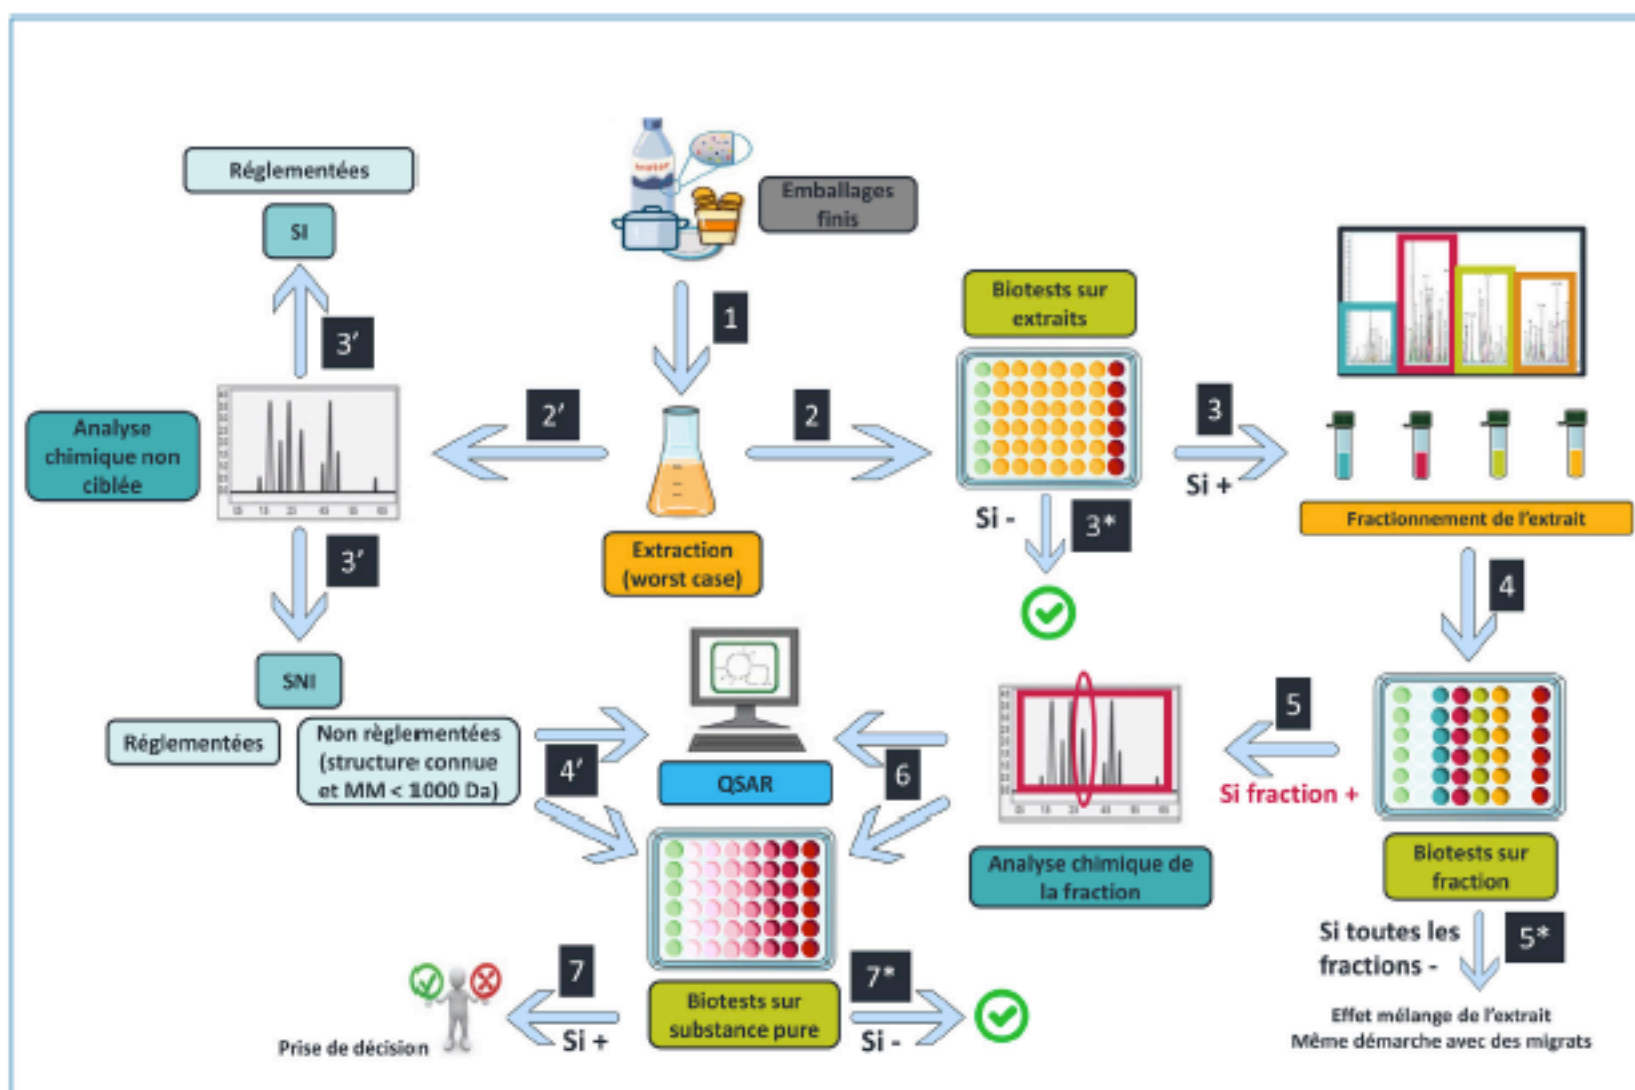 Réglementées
SI
3’
Emballages
finis
1
Biotests sur
extraits
Analyse
chimique non
ciblée
2’
2
3
Si +
Si -
3*
Extraction
(worst case)
Fractionnement de l’extrait
3’
4
SNI
Réglementées
Non règlementées
(structure connue
et MM < 1000 Da)
4’
QSAR
6
5
Si fraction +
Analyse chimique de
la fraction
Biotests sur
fraction
Si toutes les
fractions -
5*
Effet mélange de l’extrait
Même démarche avec des migrats
7
Si +
Prise de décision
Biotests sur
substance pure
7*
Si -